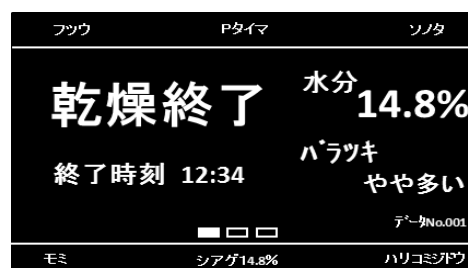 フツウ Pタイマ ソノタ
乾燥終了
水分 14.8%
終了時刻 12:34
バラツキ
やや多い
データNo.001
モミ シアゲ14.8% ハリコミジドウ